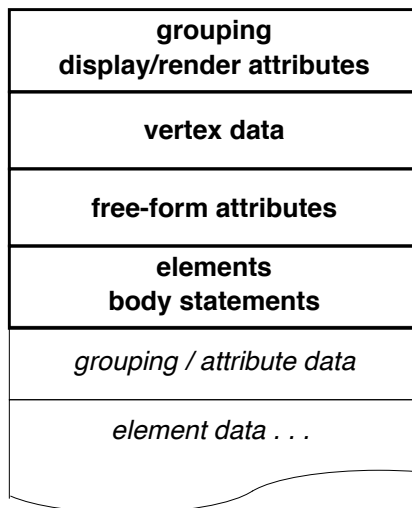 grouping
display/render attributes
vertex data
free-form attributes
elements
body statements
grouping / attribute data
element data . . .